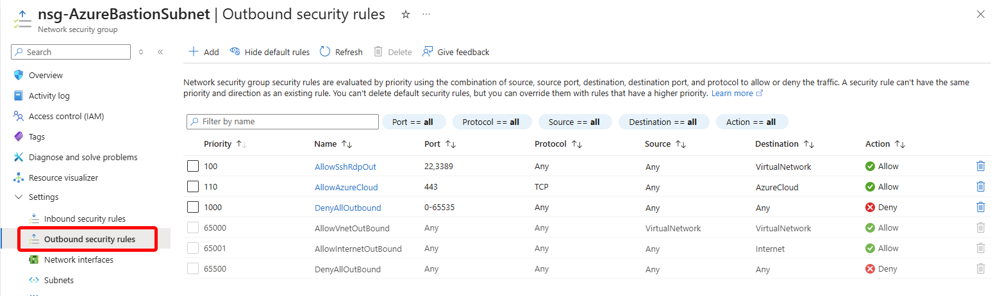 nsg-AzureBastionSubnet | Outbound security rules
Network security group
Search
Add Hide default rules Refresh Delete Give feedback
Overview
Activity log
Access control (IAM)
Tags
Diagnose and solve problems
Resource visualizer
Settings
Inbound security rules
Outbound security rules
Network interfaces
Subnets
Network security group security rules are evaluated by priority using the combination of source, source port, destination, destination port, and protocol to allow or deny the traffic. A security rule can't have the same
priority and direction as an existing rule. You can't delete default security rules, but you can override them with rules that have a higher priority. Learn more
Filter by name Port == all Protocol == all Source == all Destination == all Action == all
Priority Name Port Protocol Source Destination Action
100 AllowSshRdpOut 22,3389 Any Any VirtualNetwork Allow
110 AllowAzureCloud 443 TCP Any AzureCloud Allow
1000 DenyAllOutbound 0-65535 Any Any Any Deny
65000 AllowVnetOutBound Any Any VirtualNetwork VirtualNetwork Allow
65001 AllowInternetOutBound Any Any Any Internet Allow
65500 DenyAllOutBound Any Any Any Any Deny